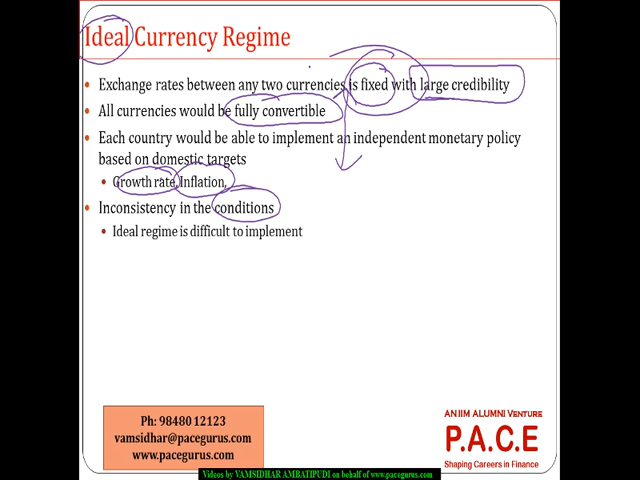 Ideal Currency Regime
Exchange rates between any two currencies is fixed with large credibility
All currencies would be fully convertible
Each country would be able to implement an independent monetary policy
based on domestic targets
Growth rate, Inflation,
Inconsistency in the conditions
Ideal regime is difficult to implement
Ph: 98480 12123
vamsidhar@pacegurus.com
www.pacegurus.com
AN IIM ALUMNI VENTURE
P.A.C.E
Shaping Careers in Finance
Videos by VAMSIDHAR AMBATIPUDI on behalf of www.pacegurus.com